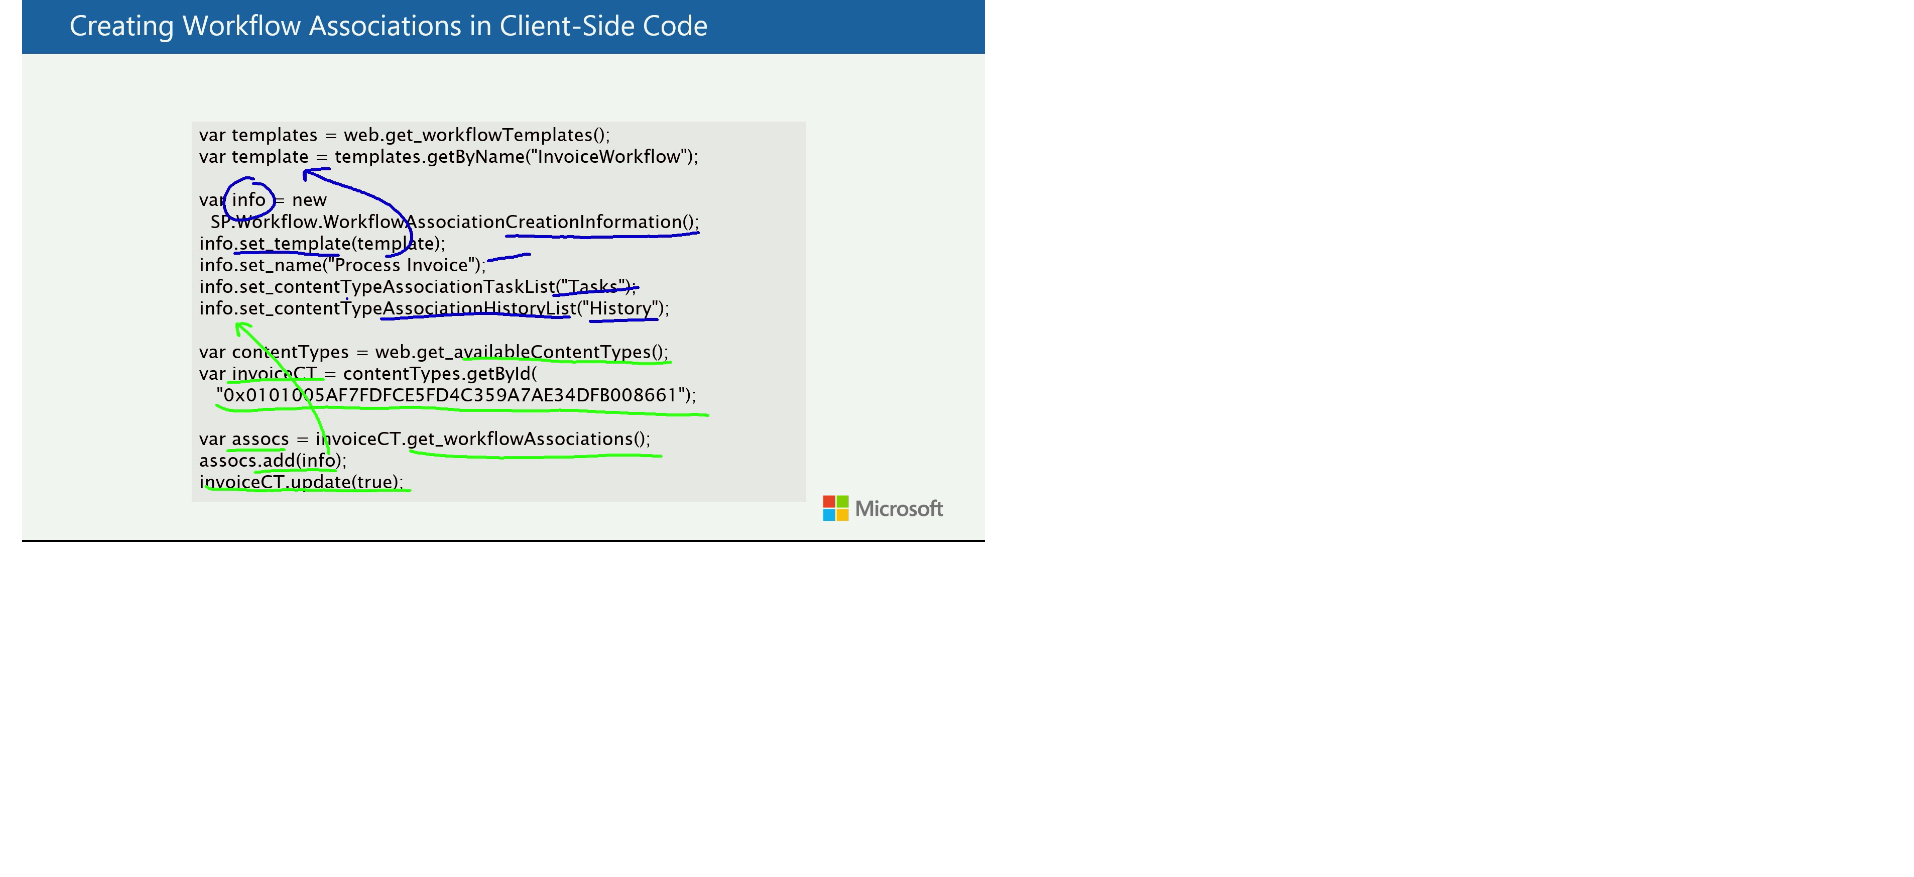 Creating Workflow Associations in Client-Side Code
var templates = web.get_workflowTemplates();
var template = templates.getByName("InvoiceWorkflow");
var info = new
SP.Workflow.WorkflowAssociationCreationInformation();
info.set_template(template);
info.set_name("Process Invoice");
info.set_contentTypeAssociationTaskList("Tasks");
info.set_contentTypeAssociationHistoryList("History");
var contentTypes = web.get_availableContentTypes();
var invoiceCT = contentTypes.getById(
"0x0101005AF7FDFCE5FD4C359A7AE34DFB008661");
var assocs = invoiceCT.get_workflowAssociations();
assocs.add(info);
invoiceCT.update(true);
Microsoft